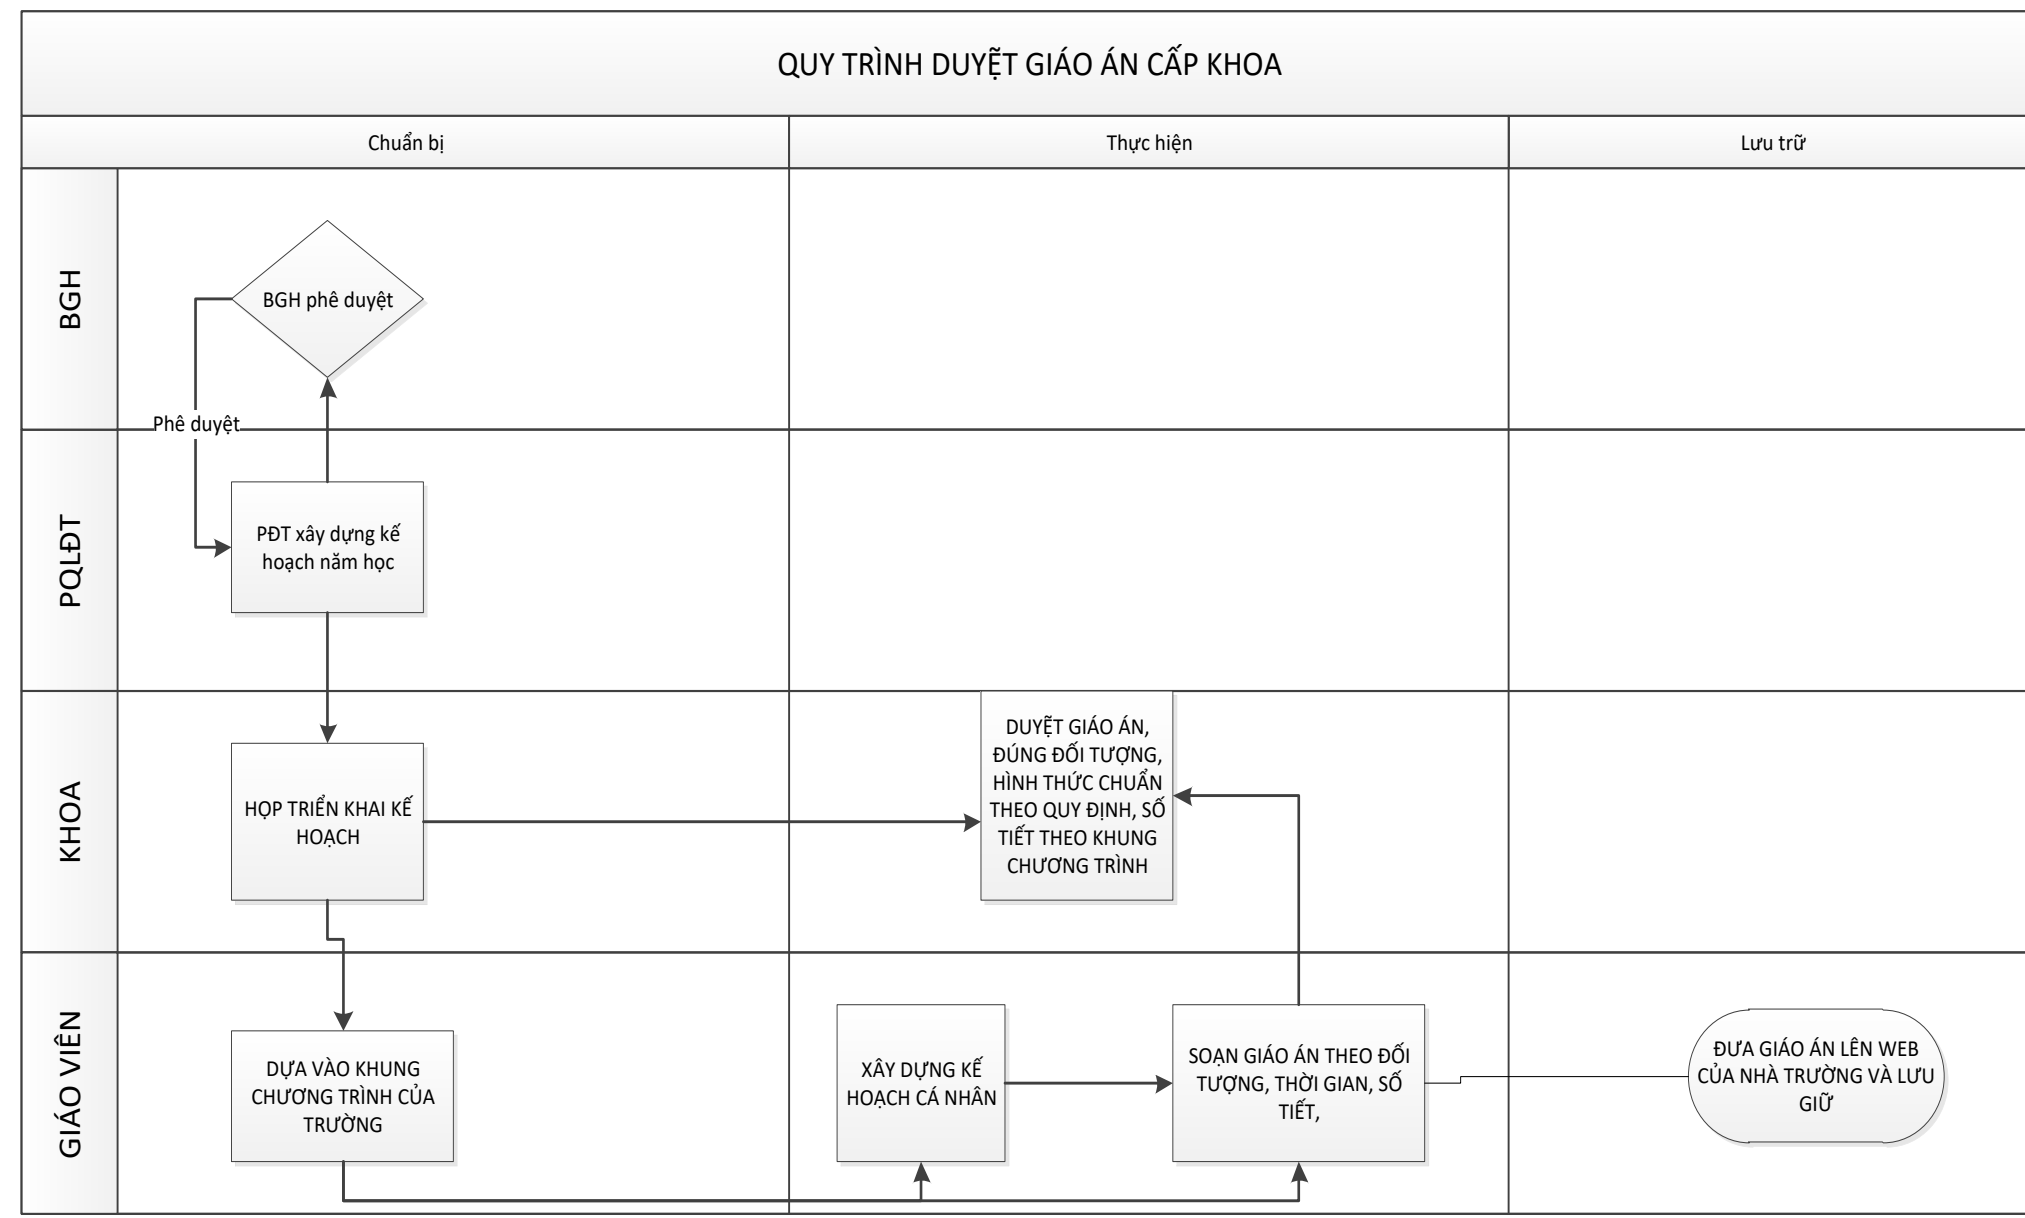 QUY TRÌNH DUYỆT GIÁO ÁN CẤP KHOA
Chuẩn bị
Thực hiện
Lưu trữ
BGH
BGH phê duyệt
Phê duyệt
PQLĐT
PĐT xây dựng kế
hoạch năm học
KHOA
HỌP TRIỂN KHAI KẾ
HOẠCH
DUYỆT GIÁO ÁN,
ĐÚNG ĐỐI TƯỢNG,
HÌNH THỨC CHUẨN
THEO QUY ĐỊNH, SỐ
TIẾT THEO KHUNG
CHƯƠNG TRÌNH
GIÁO VIÊN
DỰA VÀO KHUNG
CHƯƠNG TRÌNH CỦA
TRƯỜNG
XÂY DỰNG KẾ
HOẠCH CÁ NHÂN
SOẠN GIÁO ÁN THEO ĐỐI
TƯỢNG, THỜI GIAN, SỐ
TIẾT,
ĐƯA GIÁO ÁN LÊN WEB
CỦA NHÀ TRƯỜNG VÀ LƯU
GIỮ